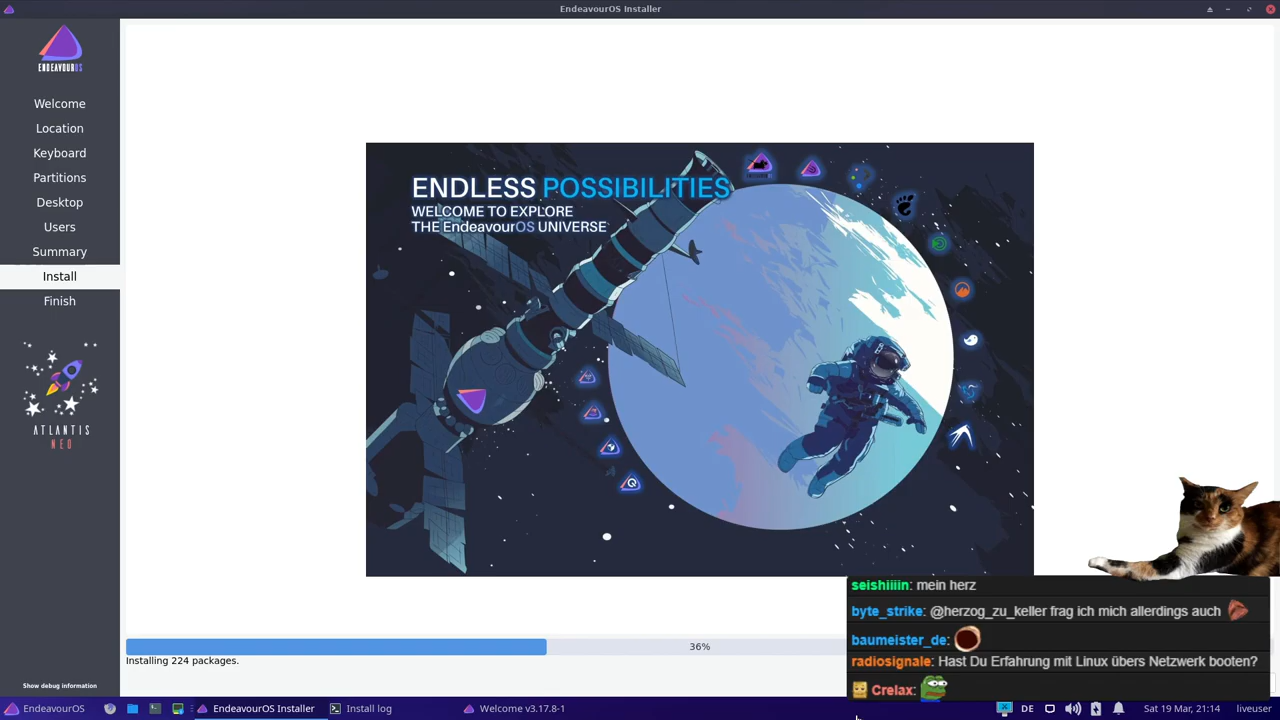 EndeavourOS Installer
ENDEAVOUROS
Welcome
Location
Keyboard
Partitions
Desktop
Users
Summary
Install
Finish
ATLANTIS
NEO
Show debug information
ENDLESS POSSIBILITIES
WELCOME TO EXPLORE
THE EndeavourOS UNIVERSE
36%
Installing 224 packages.
seishiiiin: mein herz
byte_strike: @herzog_zu_keller frag ich mich allerdings auch
baumeister_de:
radiosignale: Hast Du Erfahrung mit Linux übers Netzwerk booten?
Crelax:
EndeavourOS
EndeavourOS Installer
Install log
Welcome v3.17.8-1
DE
Sat 19 Mar, 21:14
liveuser